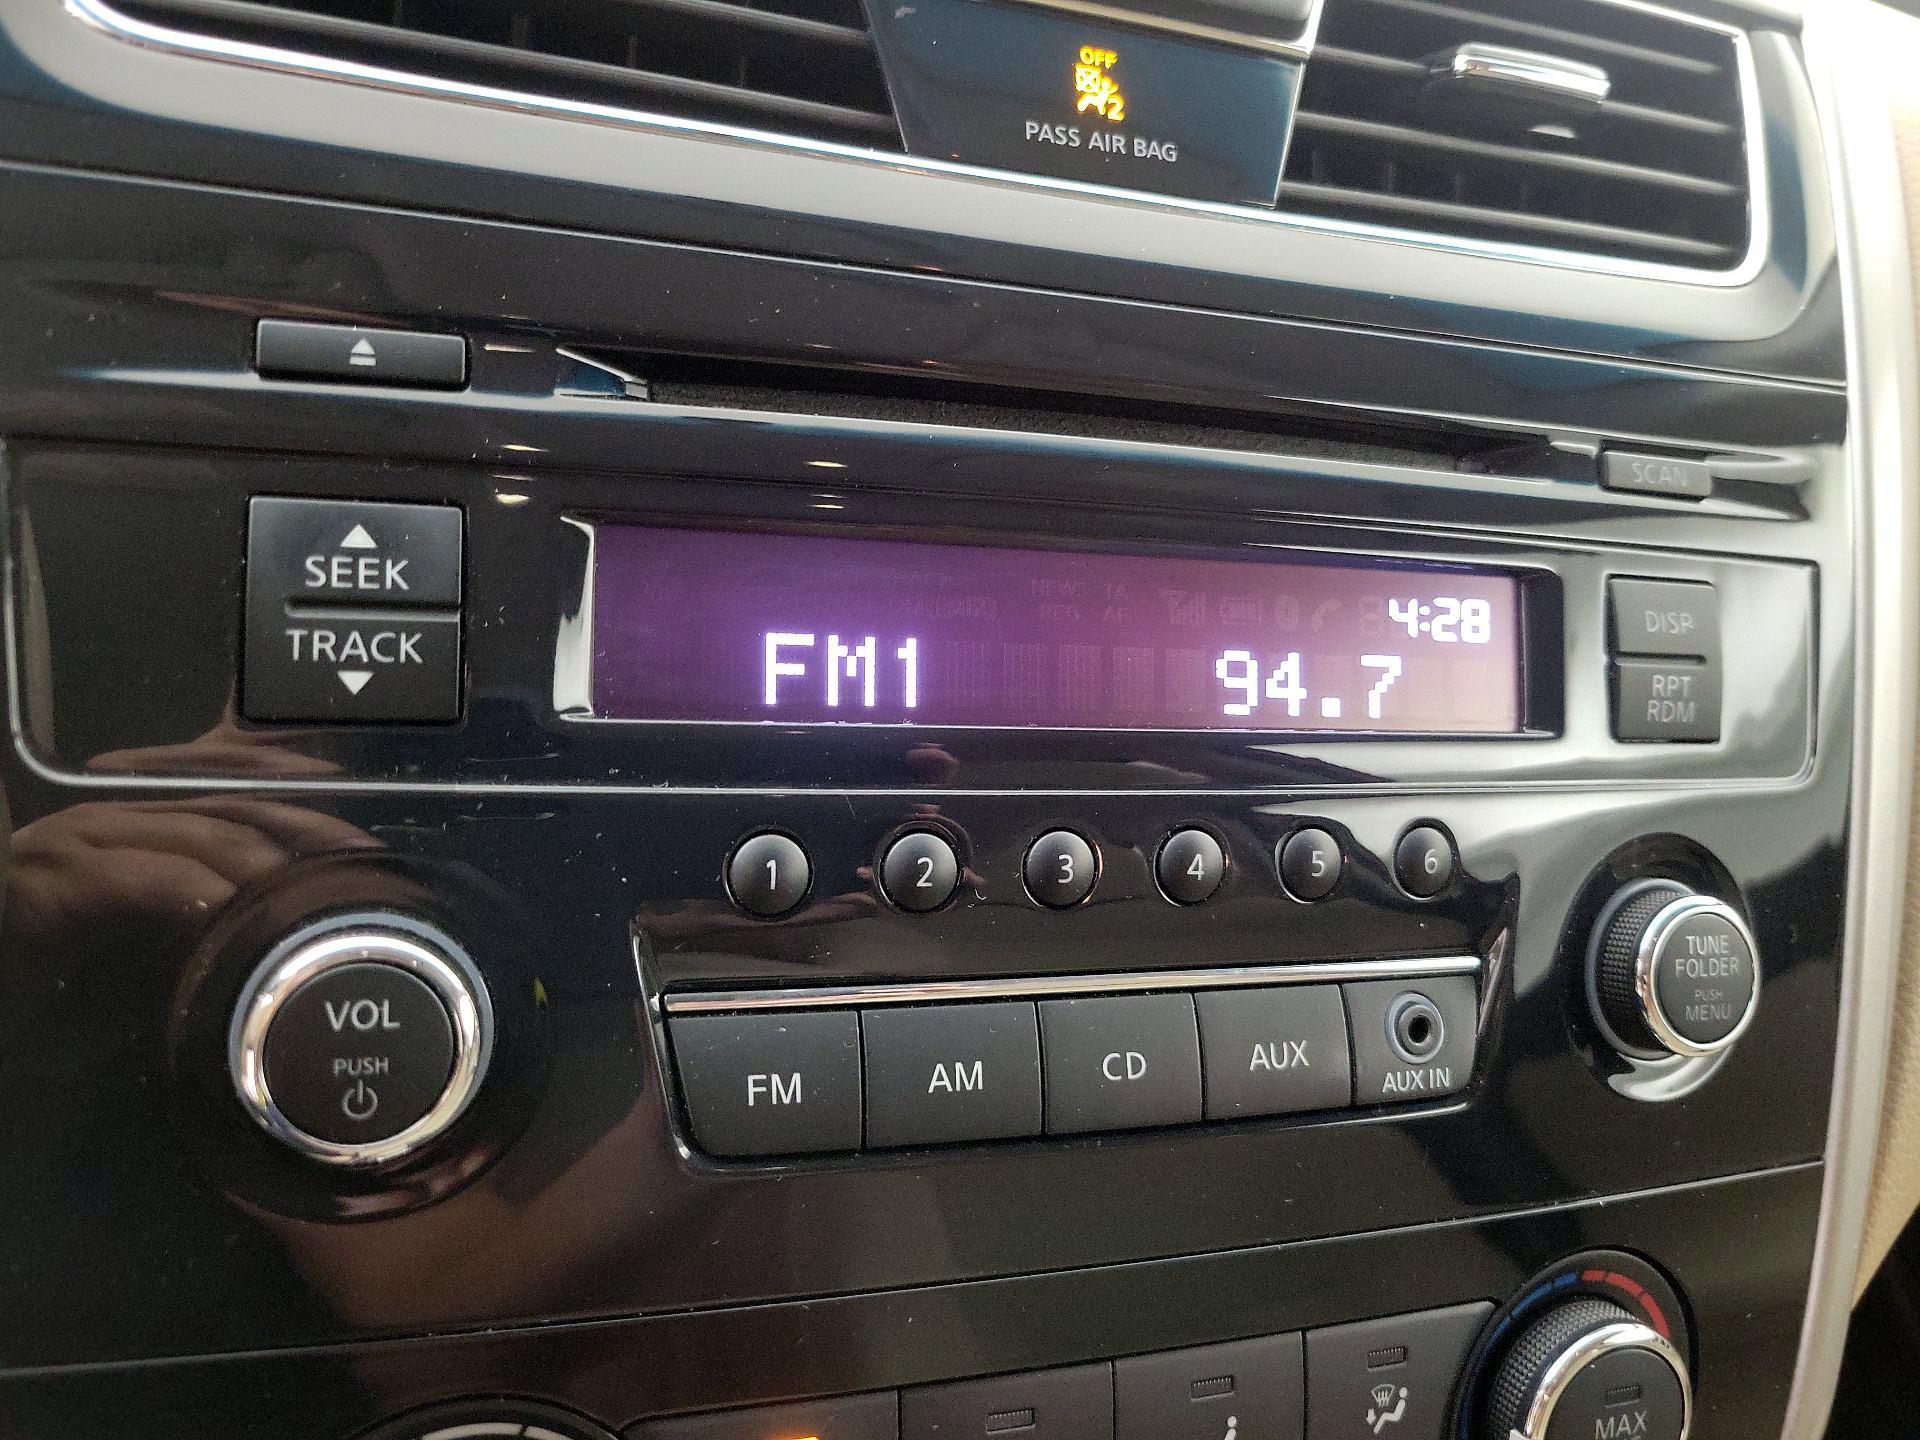 OFF
2
PASS AIR BAG
SCAN
SEEK
TRACK
4:28
FM1 94.7
DISP
RPT
RDM
1 2 3 4 5 6
VOL
PUSH
TUNE
FOLDER
PUSH
MENU
FM AM CD AUX AUX IN
MAX